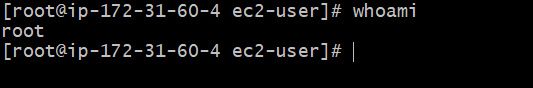 [root@ip-172-31-60-4 ec2-user]# whoami
root
[root@ip-172-31-60-4 ec2-user]#